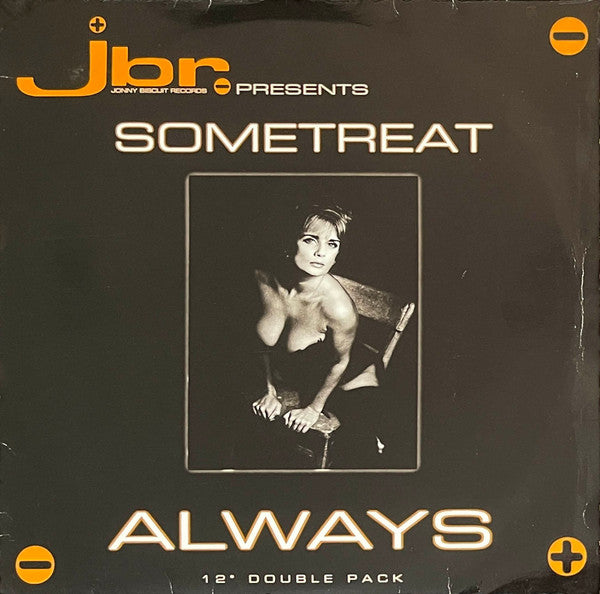 jbr.
JONNY BISCUIT RECORDS
PRESENTS
SOMETREAT
ALWAYS
12" DOUBLE PACK